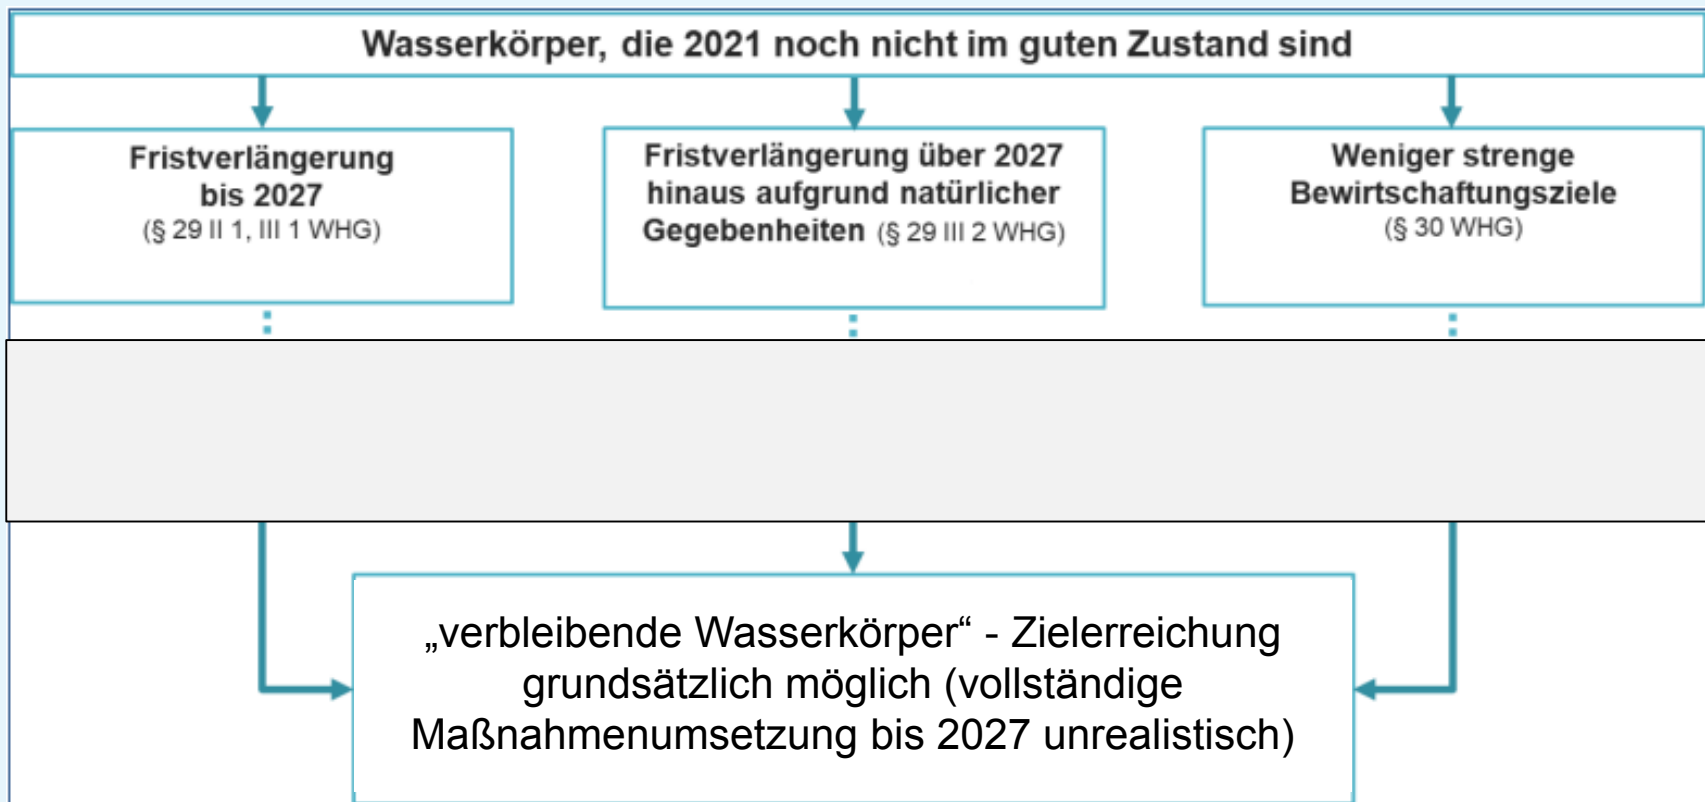 Wasserkörper, die 2021 noch nicht im guten Zustand sind
Fristverlängerung
bis 2027
(§ 29 II 1, III 1 WHG)
Fristverlängerung über 2027
hinaus aufgrund natürlicher
Gegebenheiten (§ 29 III 2 WHG)
Weniger strenge
Bewirtschaftungsziele
(§ 30 WHG)
„verbleibende Wasserkörper“ - Zielerreichung
grundsätzlich möglich (vollständige
Maßnahmenumsetzung bis 2027 unrealistisch)